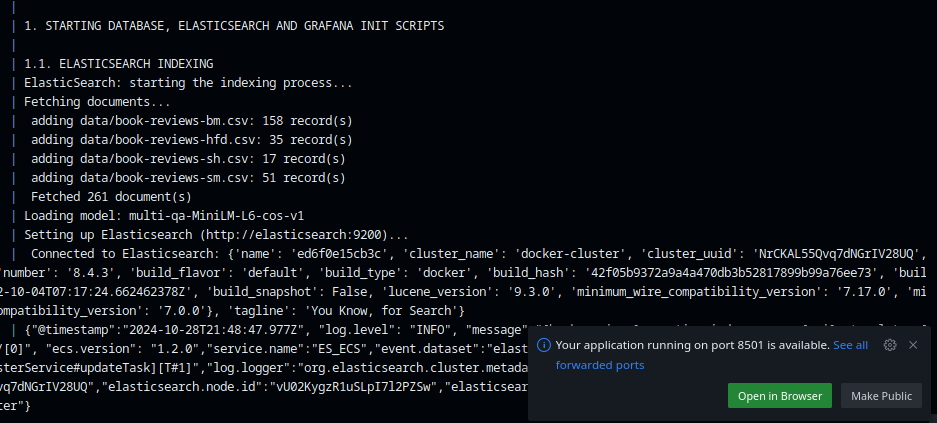 |
| 1. STARTING DATABASE, ELASTICSEARCH AND GRAFANA INIT SCRIPTS
|
| 1.1. ELASTICSEARCH INDEXING
| ElasticSearch: starting the indexing process...
| Fetching documents...
|  adding data/book-reviews-bm.csv: 158 record(s)
|  adding data/book-reviews-hfd.csv: 35 record(s)
|  adding data/book-reviews-sh.csv: 17 record(s)
|  adding data/book-reviews-sm.csv: 51 record(s)
|  Fetched 261 document(s)
| Loading model: multi-qa-MiniLM-L6-cos-v1
| Setting up Elasticsearch (http://elasticsearch:9200)...
|  Connected to Elasticsearch: {'name': 'ed6f0e15cb3c', 'cluster_name': 'docker-cluster', 'cluster_uuid': 'NrCKAL55Qvq7dNGrIV28UQ',
'number': '8.4.3', 'build_flavor': 'default', 'build_type': 'docker', 'build_hash': '42f05b9372a9a4a470db3b52817899b99a76ee73', 'buil
2-10-04T07:17:24.662462378Z', 'build_snapshot': False, 'lucene_version': '9.3.0', 'minimum_wire_compatibility_version': '7.17.0', 'mi
ompatibility_version': '7.0.0'}, 'tagline': 'You Know, for Search'}
| {"@timestamp":"2024-10-28T21:48:47.977Z", "log.level": "INFO", "message"
/[0]", "ecs.version": "1.2.0","service.name":"ES_ECS","event.dataset":"elast
sterService#updateTask][T#1]","log.logger":"org.elasticsearch.cluster.metada
vq7dNGrIV28UQ","elasticsearch.node.id":"vU02KygzR1uSLpI7l2PZSw","elasticsear
ter"}
Your application running on port 8501 is available. See all
forwarded ports
Open in Browser
Make Public